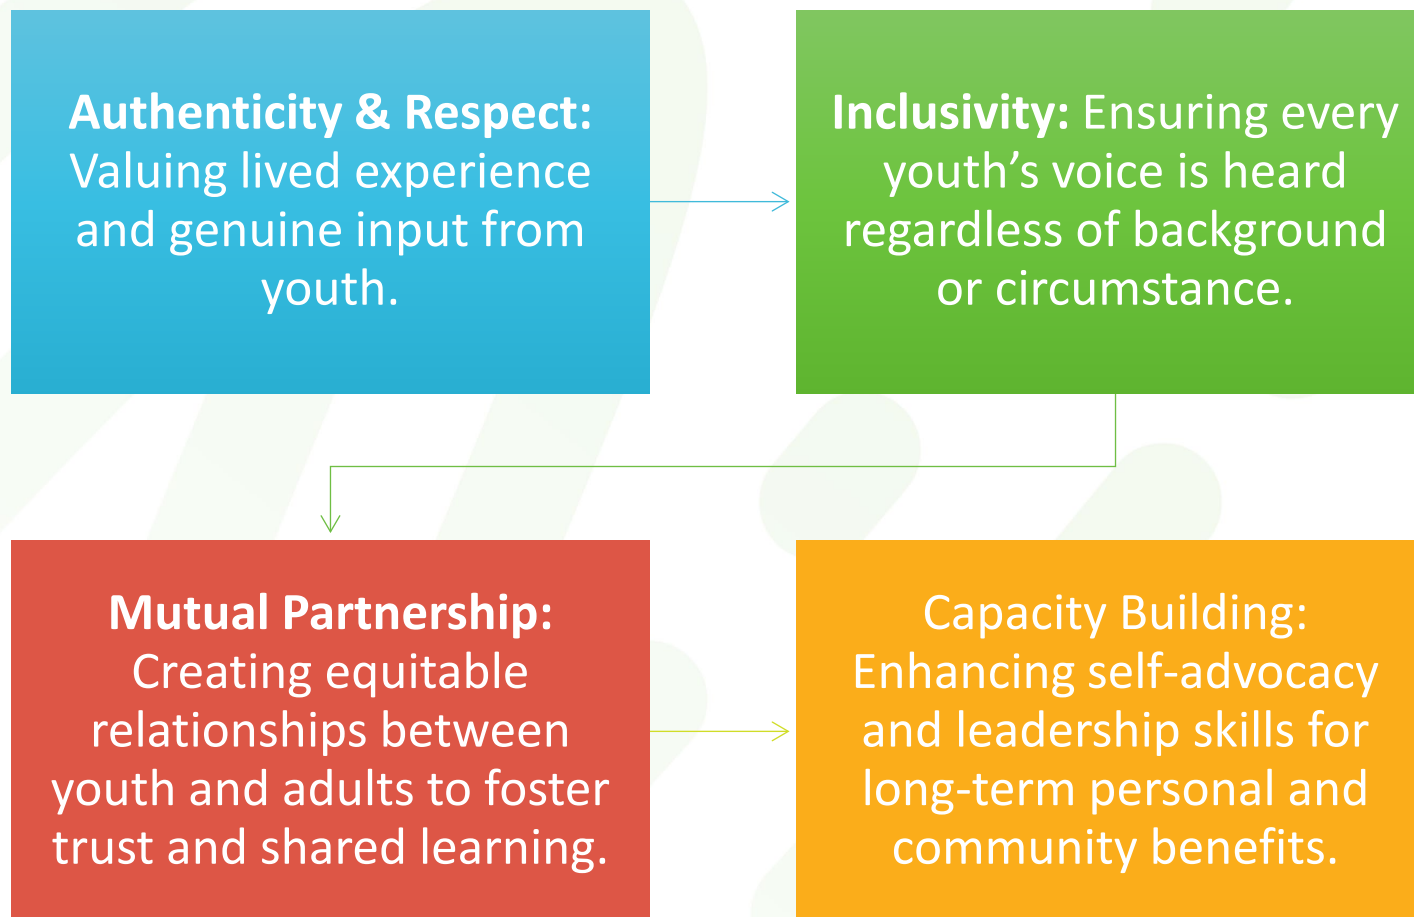 Authenticity & Respect:
Valuing lived experience
and genuine input from
youth.
Inclusivity: Ensuring every
youth’s voice is heard
regardless of background
or circumstance.
Mutual Partnership:
Creating equitable
relationships between
youth and adults to foster
trust and shared learning.
Capacity Building:
Enhancing self-advocacy
and leadership skills for
long-term personal and
community benefits.